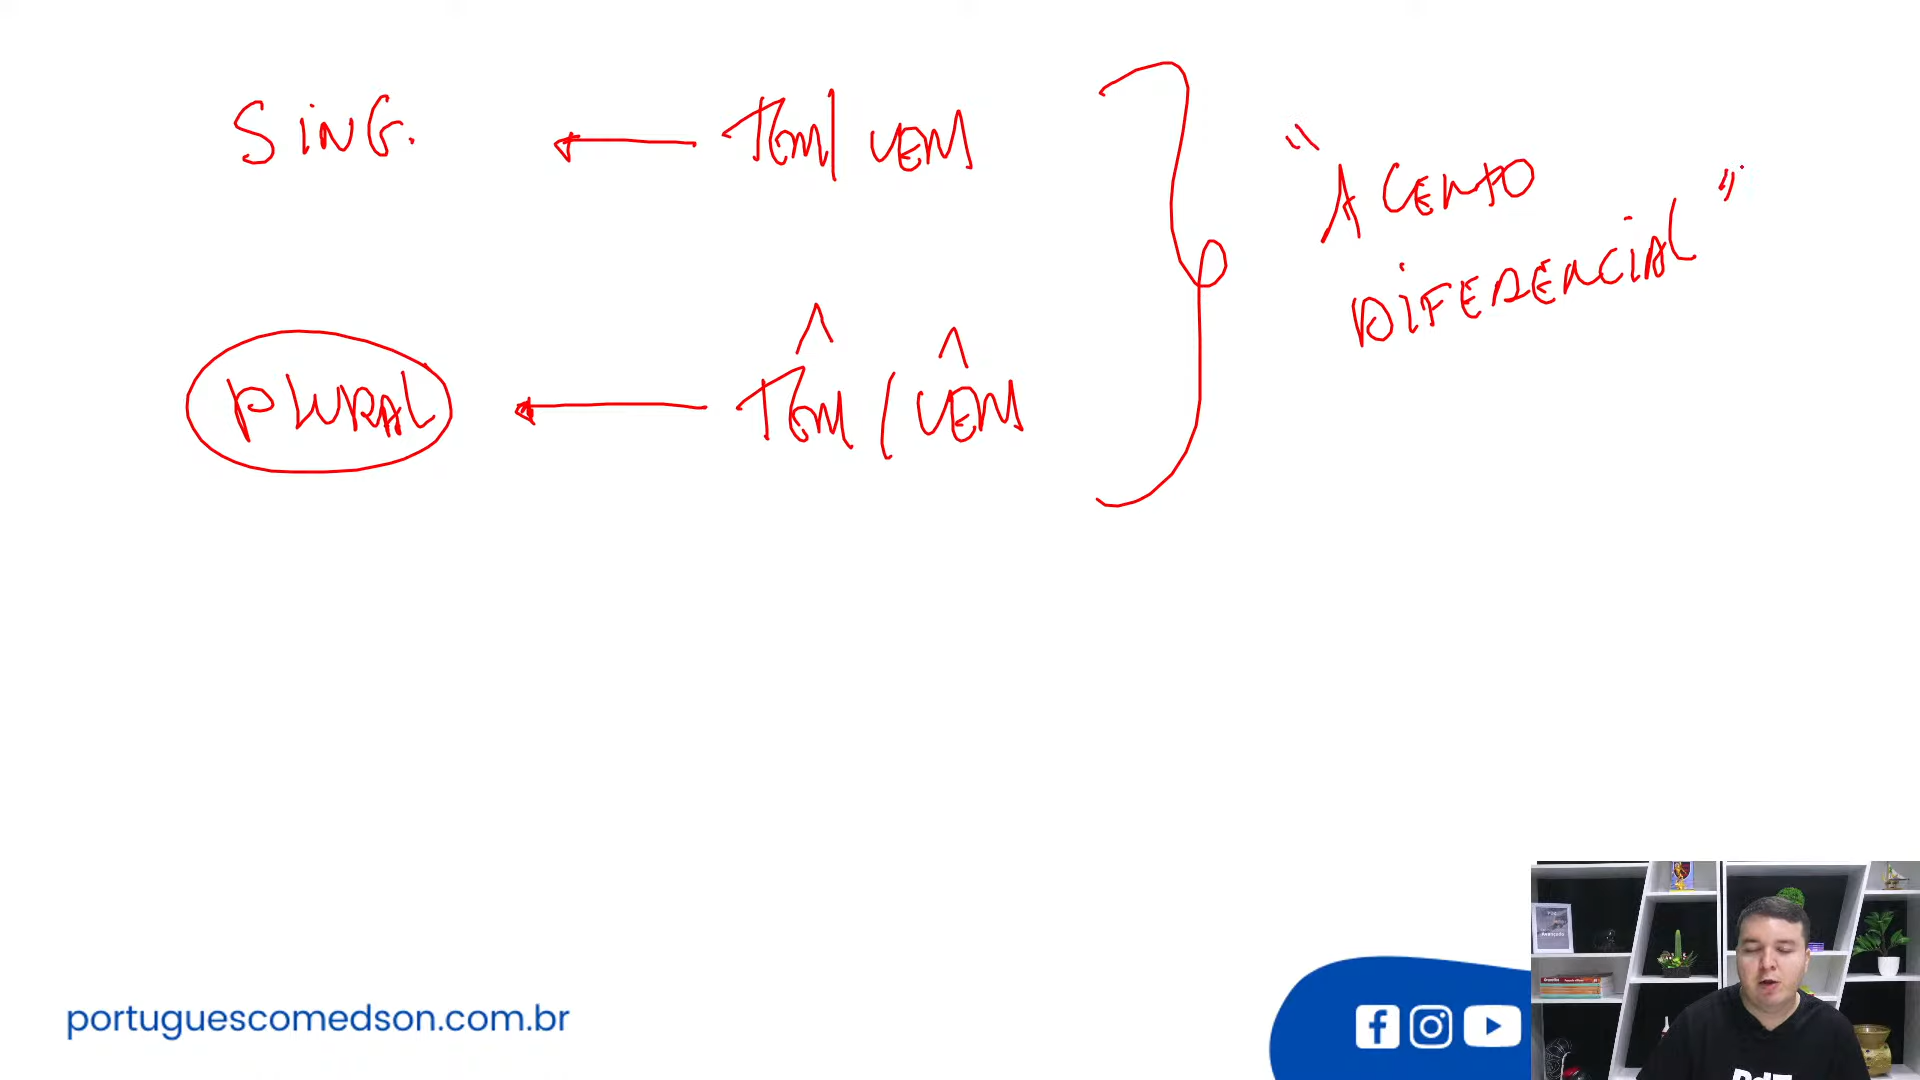 SING. ← TEM/ VEM
PLURAL ← TÊM / VÊM
"ACENTO
DIFERENCIAL"
portuguescomedson.com.br